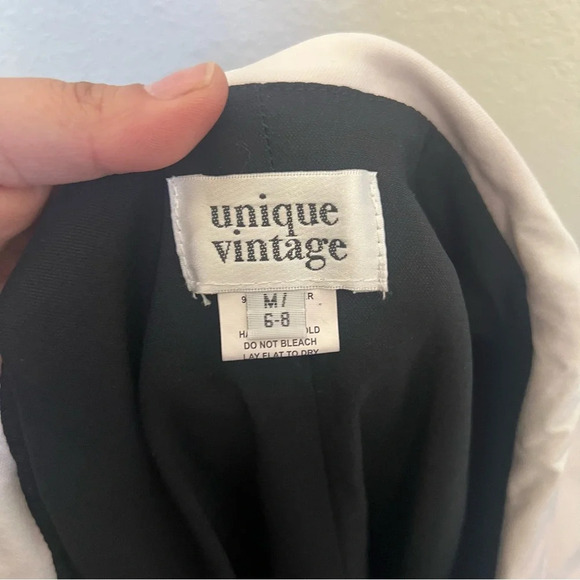 unique
vintage
M/
6-8
DO NOT BLEACH
LAY FLAT TO DRY